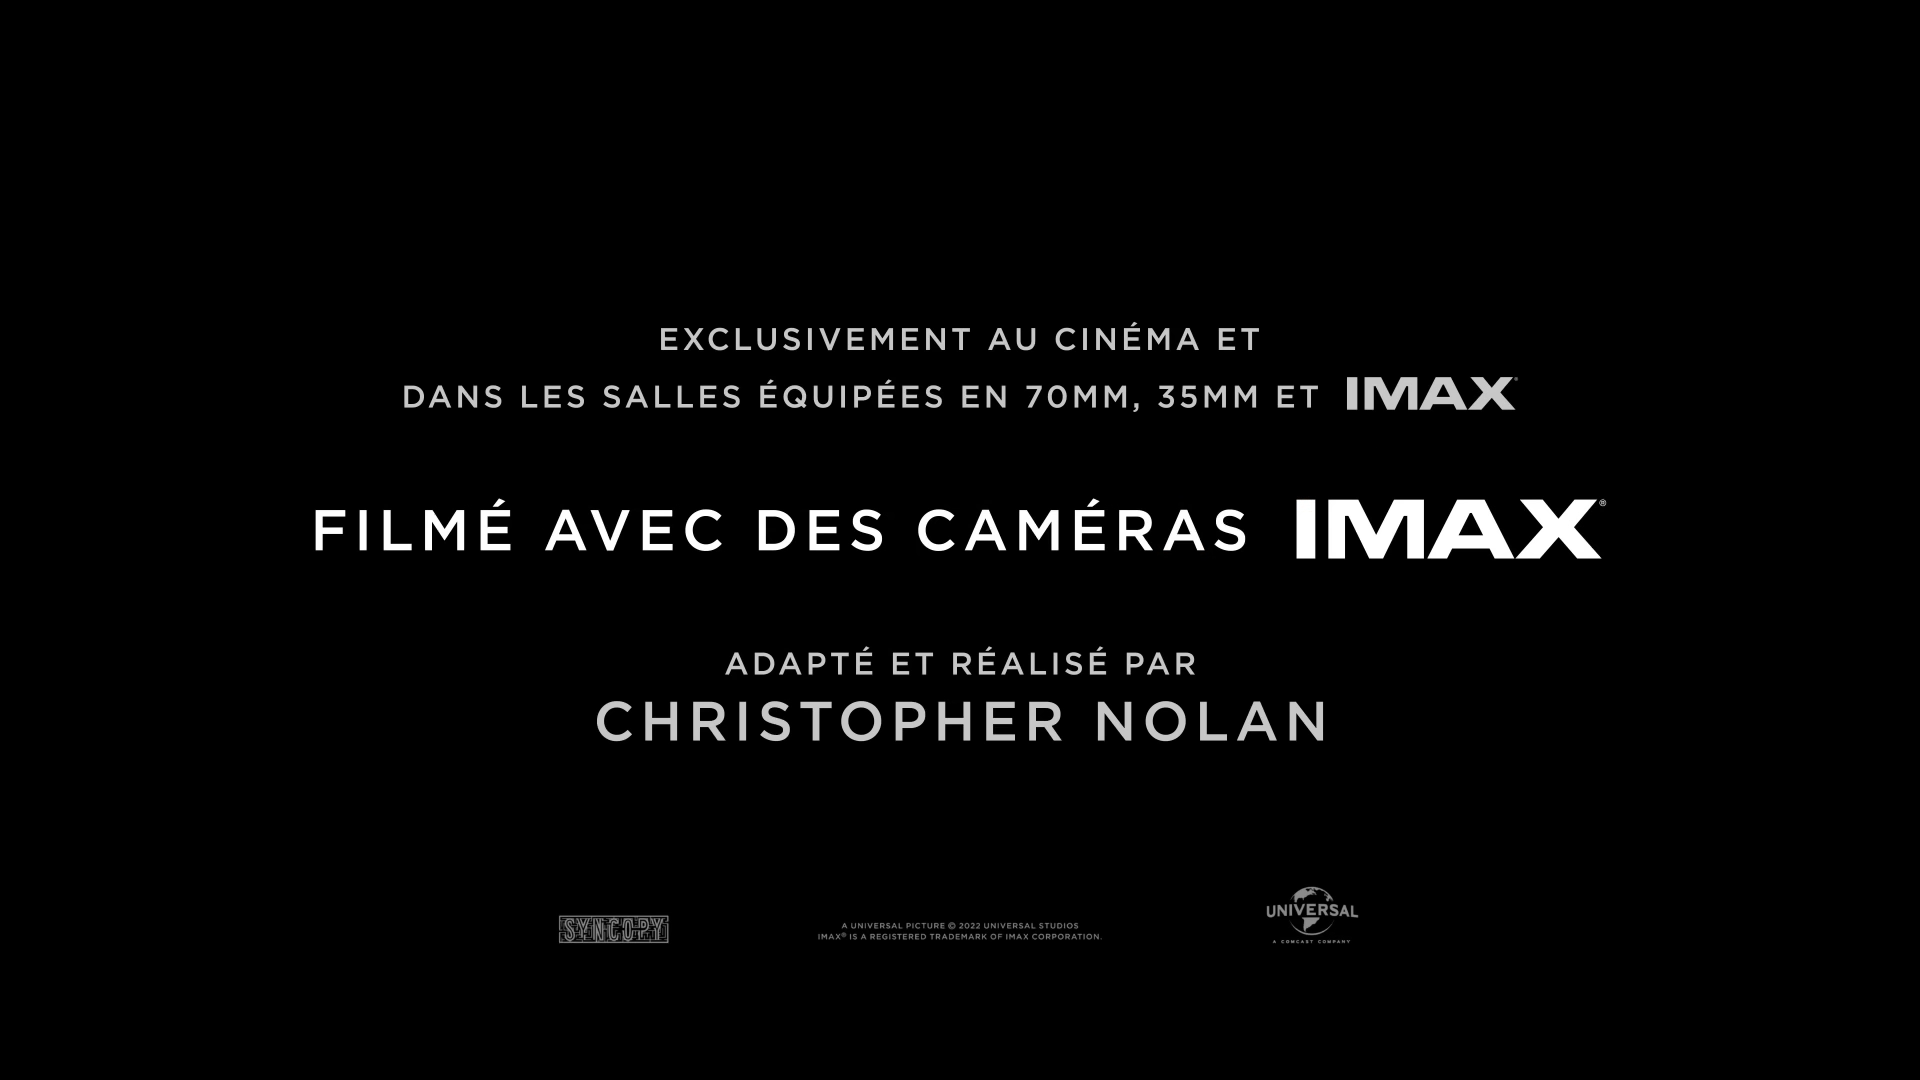 EXCLUSIVEMENT AU CINÉMA ET
DANS LES SALLES ÉQUIPÉES EN 70MM, 35MM ET IMAX®
FILMÉ AVEC DES CAMÉRAS IMAX®
ADAPTÉ ET RÉALISÉ PAR
CHRISTOPHER NOLAN
SYNCOPY
A UNIVERSAL PICTURE © 2022 UNIVERSAL STUDIOS
IMAX® IS A REGISTERED TRADEMARK OF IMAX CORPORATION.
UNIVERSAL
A COMCAST COMPANY